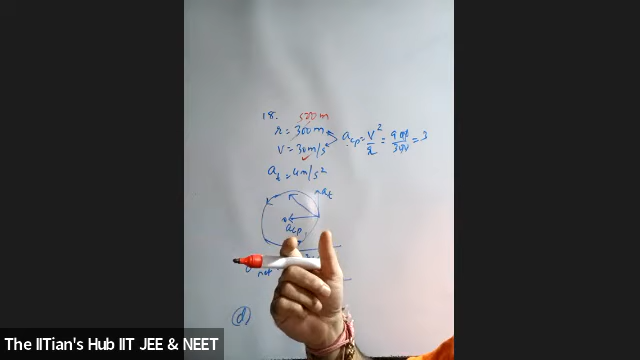 18. 500 m
r = 300 m
v = 30 m/s
a_cp = v²/r = 900/300 = 3
a_t = 4 m/s²
a_t
a_cp
net
(d)
The IITian's Hub IIT JEE & NEET